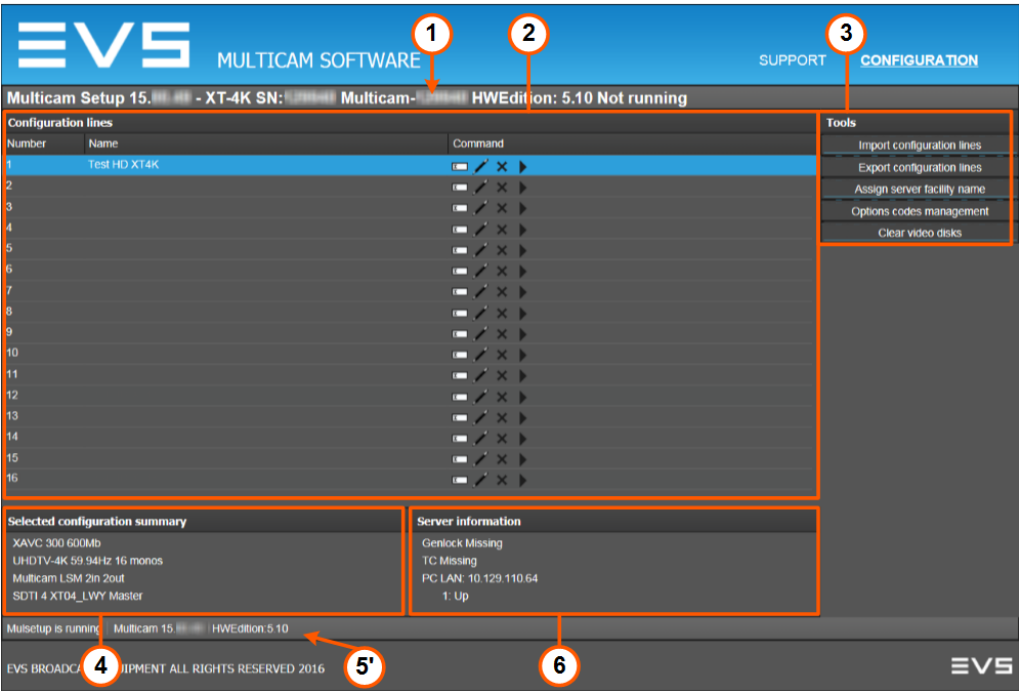 1
2
3
EVS
MULTICAM SOFTWARE
SUPPORT
CONFIGURATION
Multicam Setup 15. - XT-4K SN: Multicam- HWEdition: 5.10 Not running
Configuration lines
Tools
Number Name Command
Import configuration lines
1 Test HD XT4K
Export configuration lines
2
Assign server facility name
3
Options codes management
4
Clear video disks
5
6
7
8
9
10
11
12
13
14
15
16
Selected configuration summary
XAVC 300 600Mb
UHDTV-4K 59.94Hz 16 monos
Multicam LSM 2in 2out
SDTI 4 XT04_LWY Master
Server information
Genlock Missing
TC Missing
PC LAN: 10.129.110.64
1: Up
Mulsetup is running Multicam 15. HWEdition:5.10
4
5'
6
EVS ALL RIGHTS RESERVED 2016
EVS